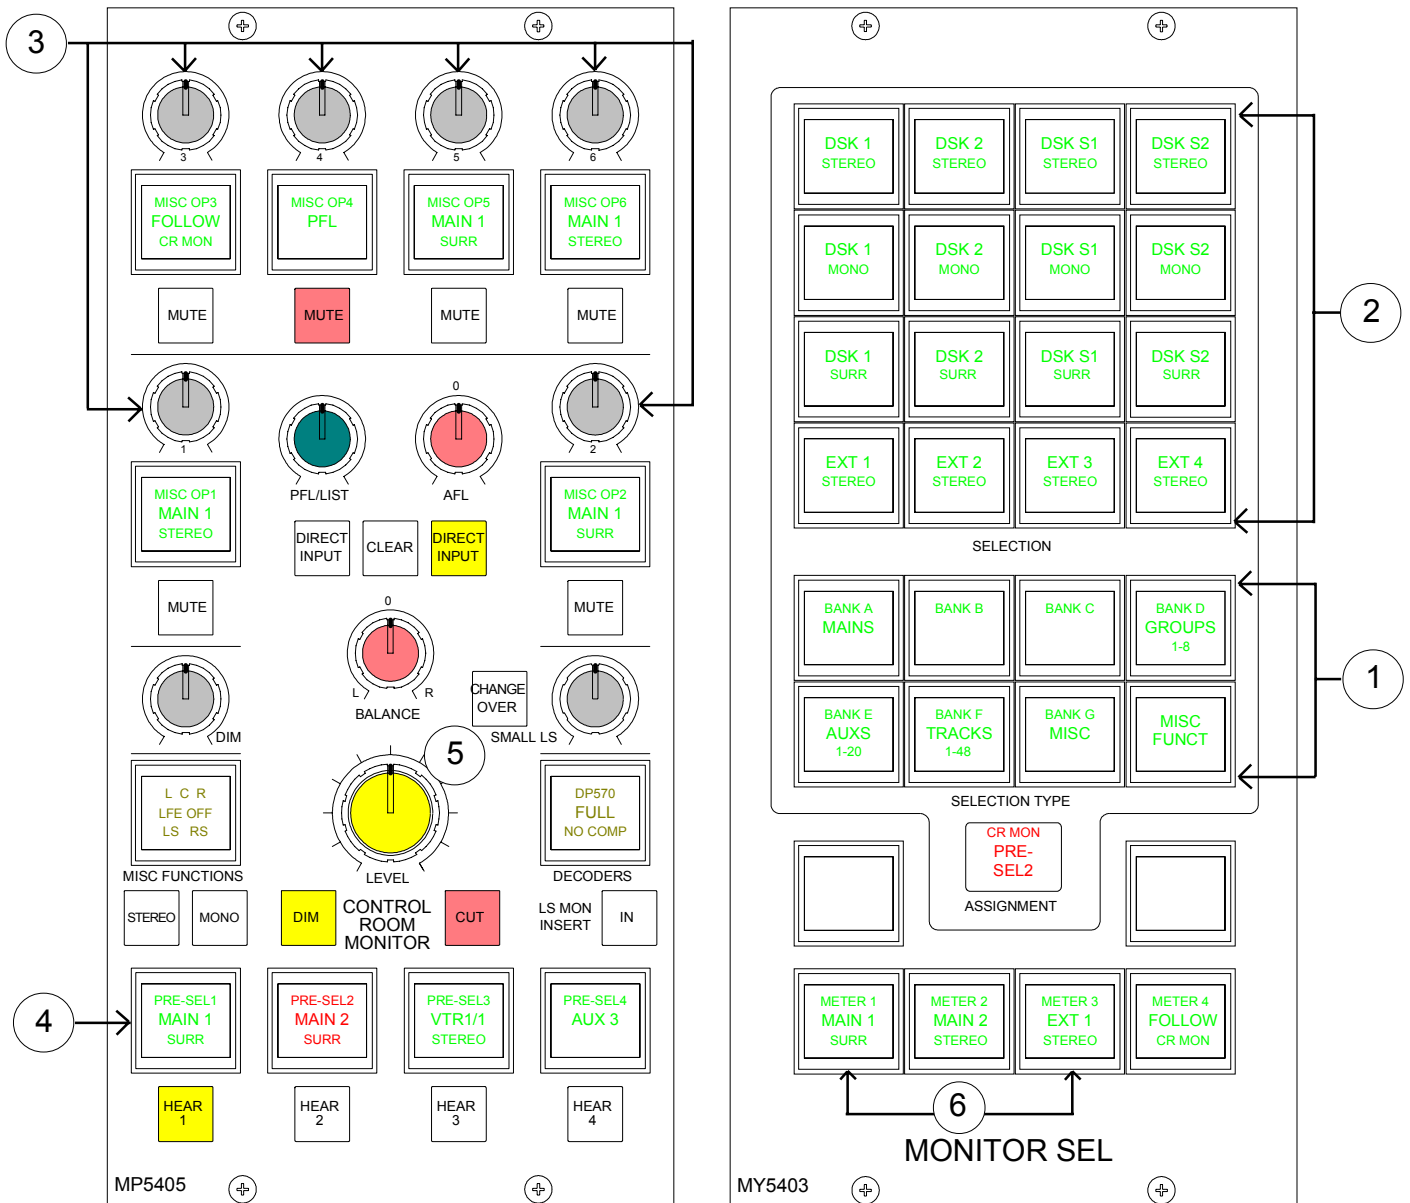 3
3
4
5
6
MISC OP3
FOLLOW
CR MON
MISC OP4
PFL
MISC OP5
MAIN 1
SURR
MISC OP6
MAIN 1
STEREO
MUTE
MUTE
MUTE
MUTE
1
0
2
PFL/LIST
AFL
MISC OP1
MAIN 1
STEREO
MISC OP2
MAIN 1
SURR
DIRECT
INPUT
CLEAR
DIRECT
INPUT
MUTE
0
MUTE
L
R
BALANCE
CHANGE
OVER
DIM
SMALL LS
5
L C R
LFE OFF
LS RS
DP570
FULL
NO COMP
MISC FUNCTIONS
LEVEL
DECODERS
STEREO
MONO
DIM
CONTROL
ROOM
MONITOR
CUT
LS MON
INSERT
IN
4
PRE-SEL1
MAIN 1
SURR
PRE-SEL2
MAIN 2
SURR
PRE-SEL3
VTR1/1
STEREO
PRE-SEL4
AUX 3
HEAR
1
HEAR
2
HEAR
3
HEAR
4
MP5405
DSK 1
STEREO
DSK 2
STEREO
DSK S1
STEREO
DSK S2
STEREO
DSK 1
MONO
DSK 2
MONO
DSK S1
MONO
DSK S2
MONO
2
DSK 1
SURR
DSK 2
SURR
DSK S1
SURR
DSK S2
SURR
EXT 1
STEREO
EXT 2
STEREO
EXT 3
STEREO
EXT 4
STEREO
SELECTION
BANK A
MAINS
BANK B
BANK C
BANK D
GROUPS
1-8
1
BANK E
AUXS
1-20
BANK F
TRACKS
1-48
BANK G
MISC
MISC
FUNCT
SELECTION TYPE
CR MON
PRE-
SEL2
ASSIGNMENT
METER 1
MAIN 1
SURR
METER 2
MAIN 2
STEREO
METER 3
EXT 1
STEREO
METER 4
FOLLOW
CR MON
6
MONITOR SEL
MY5403